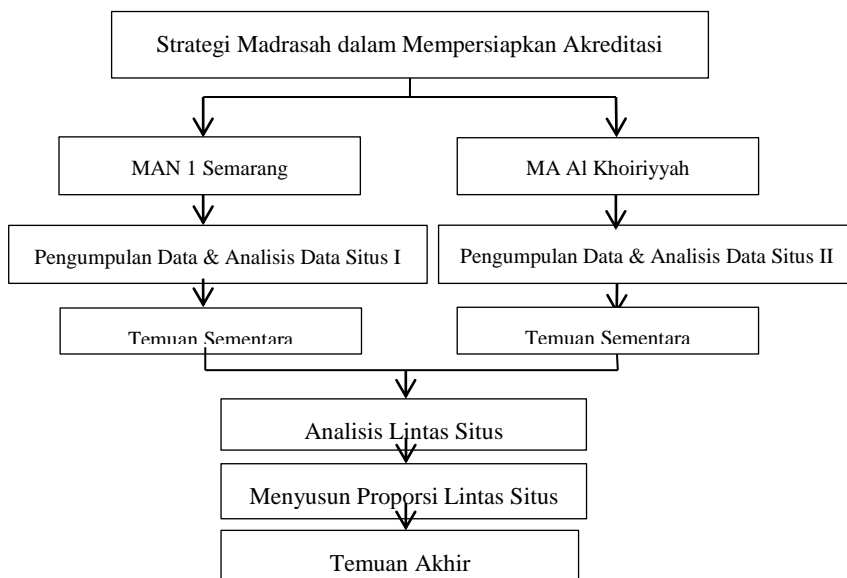 Strategi Madrasah dalam Mempersiapkan Akreditasi
MAN 1 Semarang
MA Al Khoiriyyah
Pengumpulan Data & Analisis Data Situs I
Pengumpulan Data & Analisis Data Situs II
Temuan Sementara
Temuan Sementara
Analisis Lintas Situs
Menyusun Proporsi Lintas Situs
Temuan Akhir